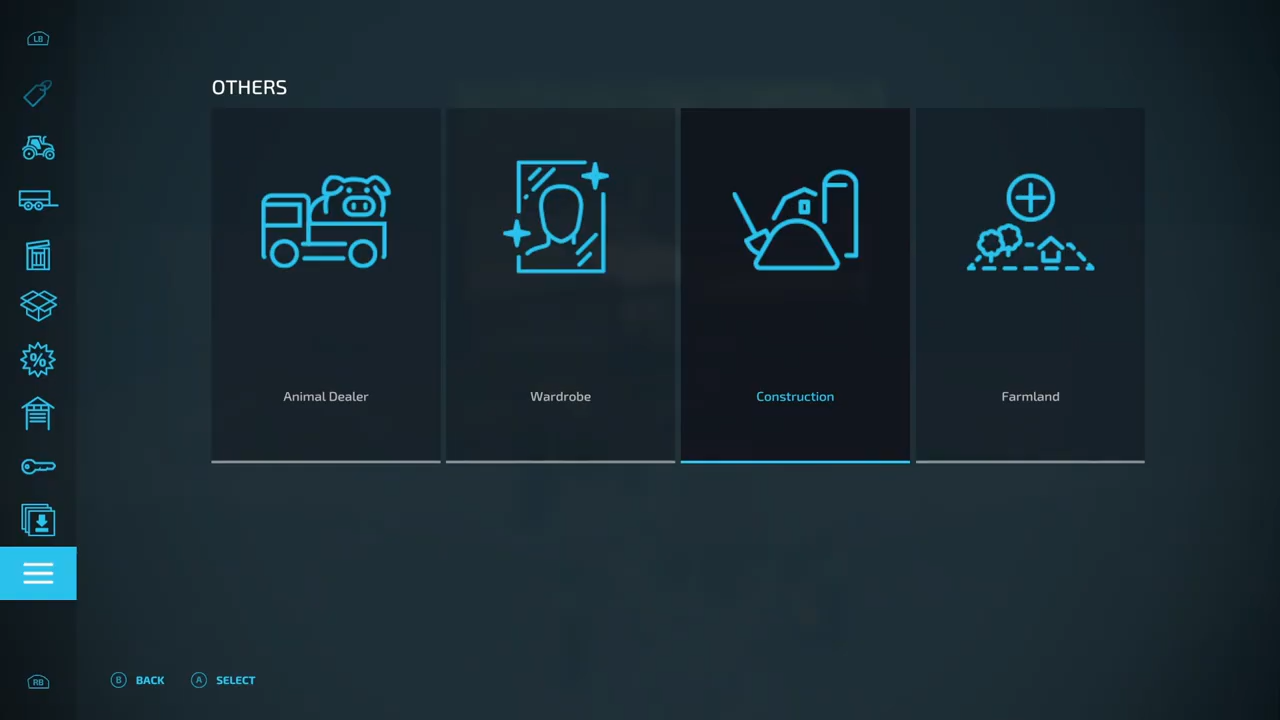 LB
OTHERS
%
Animal Dealer
Wardrobe
Construction
Farmland
RB
B BACK
A SELECT